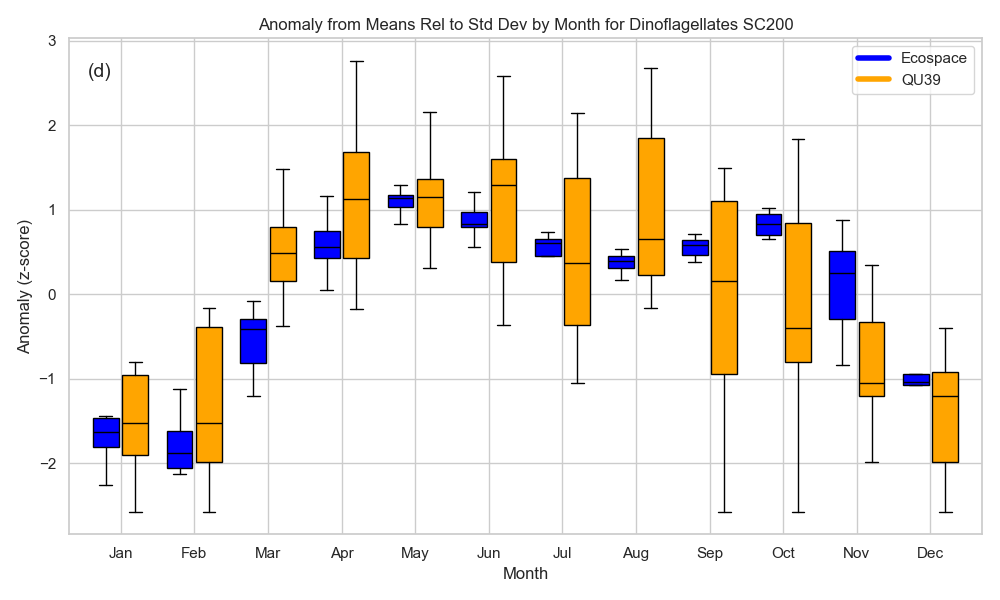 Anomaly from Means Rel to Std Dev by Month for Dinoflagellates SC200
(d)
Ecospace
QU39
Anomaly (z-score)
3
2
1
0
−1
−2
Jan Feb Mar Apr May Jun Jul Aug Sep Oct Nov Dec
Month